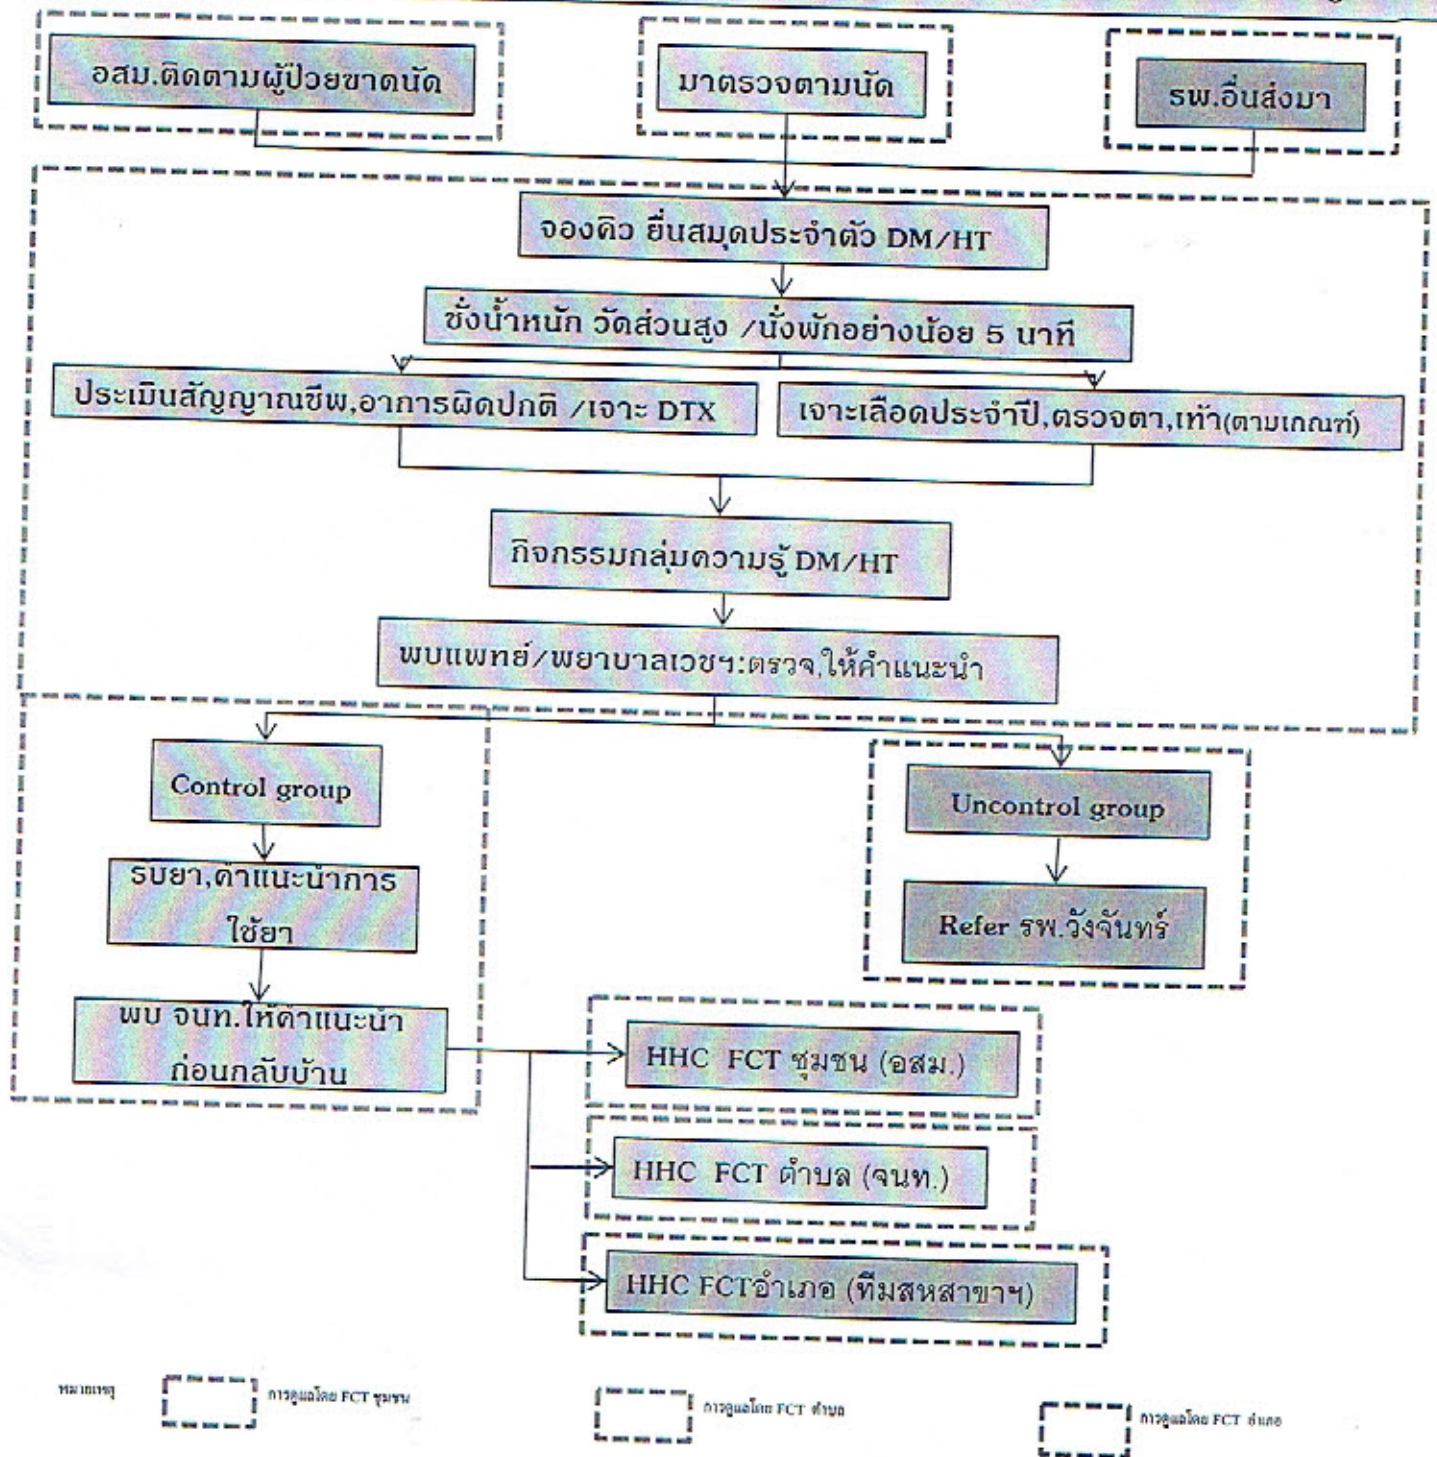 อสม.ติดตามผู้ป่วยขาดนัด
มาตรวจตามนัด
รพ.อื่นส่งมา
จองคิว ยื่นสมุดประจำตัว DM/HT
ชั่งน้ำหนัก วัดส่วนสูง /นั่งพักอย่างน้อย 5 นาที
ประเมินสัญญาณชีพ,อาการผิดปกติ /เจาะ DTX
เจาะเลือดประจำปี,ตรวจตา,เท้า(ตามเกณฑ์)
กิจกรรมกลุ่มความรู้ DM/HT
พบแพทย์/พยาบาลเวชฯ:ตรวจ,ให้คำแนะนำ
Control group
Uncontrol group
รับยา,คำแนะนำการ
ใช้ยา
Refer รพ.วังจันทร์
พบ จนท.ให้คำแนะนำ
ก่อนกลับบ้าน
HHC FCT ชุมชน (อสม.)
HHC FCT ตำบล (จนท.)
HHC FCTอำเภอ (ทีมสหสาขาฯ)
หมายเหตุ
การดูแลโดย FCT ชุมชน
การดูแลโดย FCT ตำบล
การดูแลโดย FCT อำเภอ